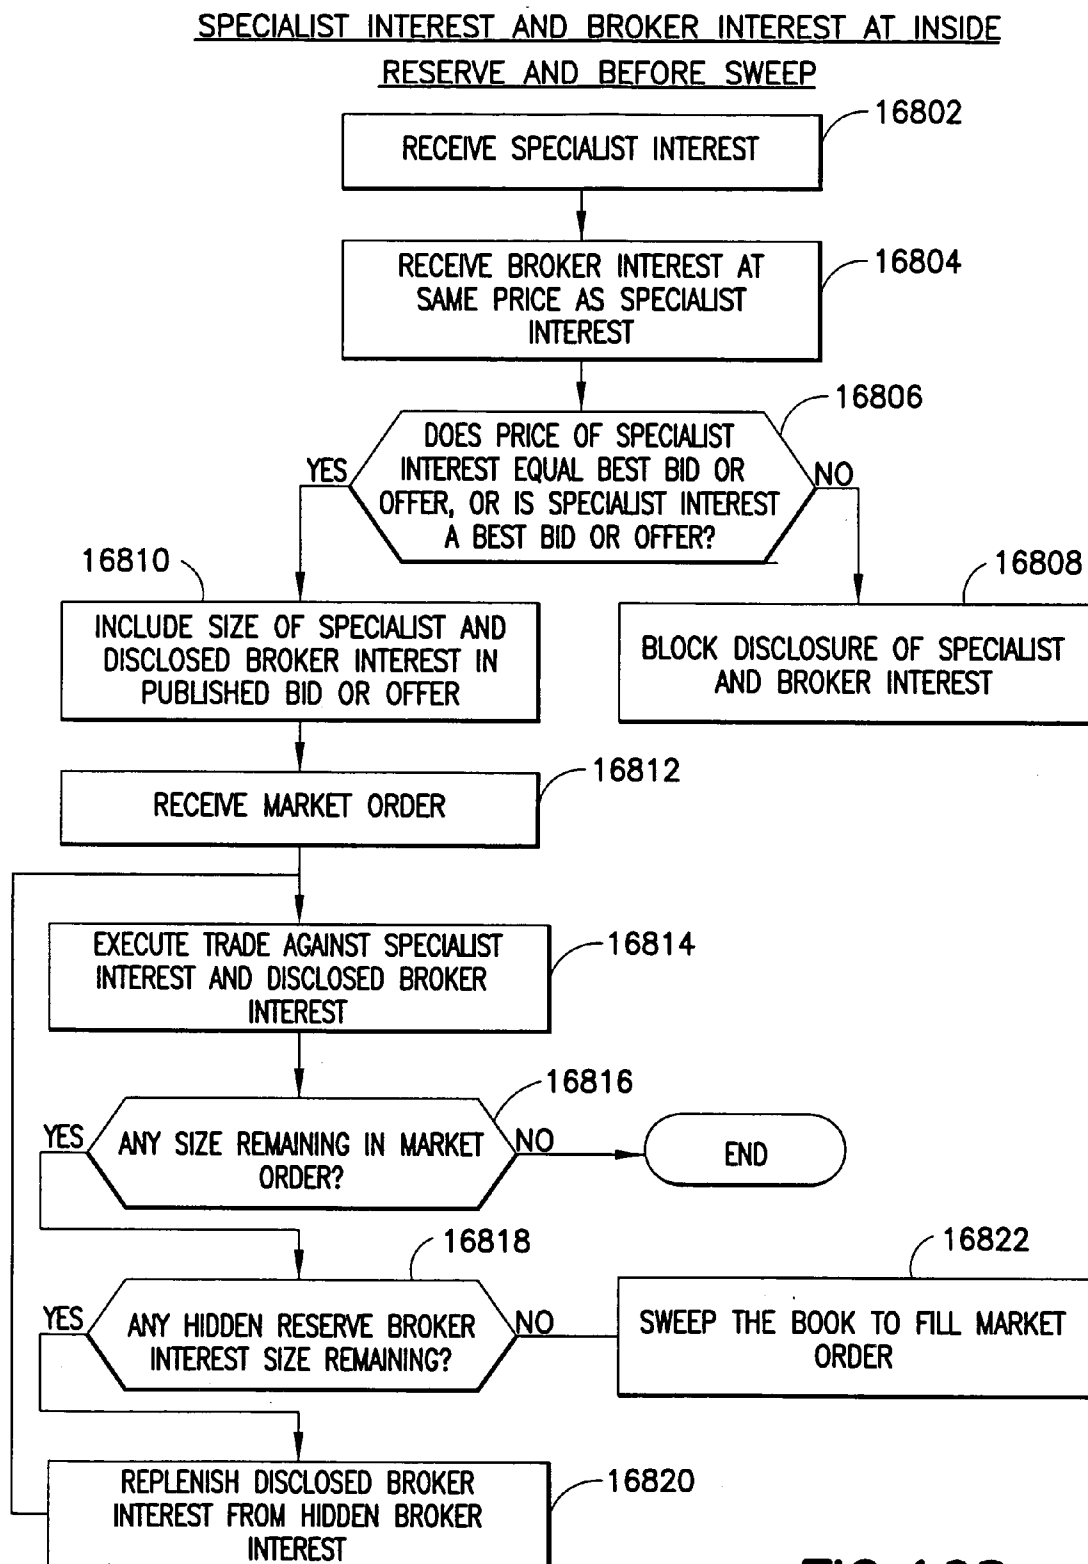 SPECIALIST INTEREST AND BROKER INTEREST AT INSIDE
RESERVE AND BEFORE SWEEP
16802
RECEIVE SPECIALIST INTEREST
16804
RECEIVE BROKER INTEREST AT
SAME PRICE AS SPECIALIST
INTEREST
16806
DOES PRICE OF SPECIALIST
INTEREST EQUAL BEST BID OR
OFFER, OR IS SPECIALIST INTEREST
A BEST BID OR OFFER?
YES
NO
16810
INCLUDE SIZE OF SPECIALIST AND
DISCLOSED BROKER INTEREST IN
PUBLISHED BID OR OFFER
16808
BLOCK DISCLOSURE OF SPECIALIST
AND BROKER INTEREST
16812
RECEIVE MARKET ORDER
16814
EXECUTE TRADE AGAINST SPECIALIST
INTEREST AND DISCLOSED BROKER
INTEREST
16816
YES
ANY SIZE REMAINING IN MARKET
ORDER?
NO
END
16818
YES
ANY HIDDEN RESERVE BROKER
INTEREST SIZE REMAINING?
NO
16822
SWEEP THE BOOK TO FILL MARKET
ORDER
16820
REPLENISH DISCLOSED BROKER
INTEREST FROM HIDDEN BROKER
INTEREST